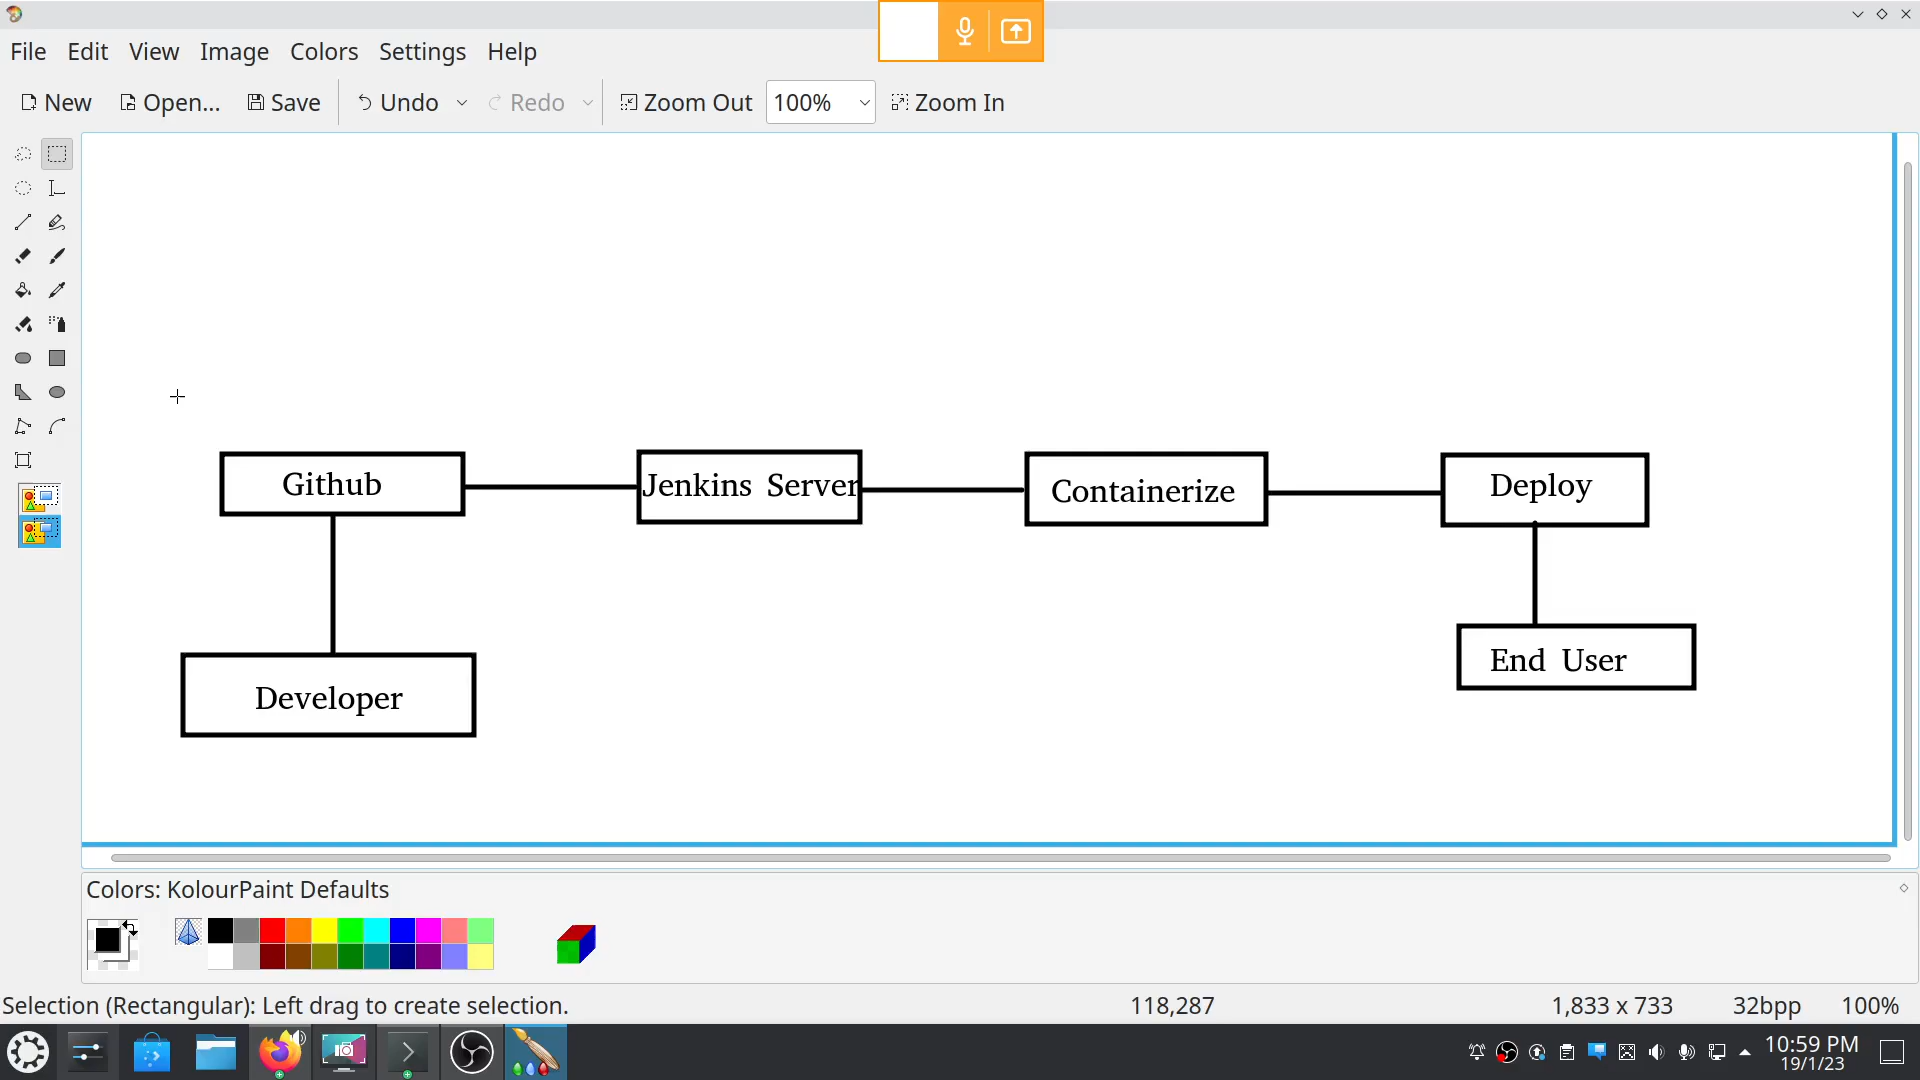 File Edit View Image Colors Settings Help
New Open... Save Undo Redo Zoom Out 100% Zoom In
Github Jenkins Server Containerize Deploy
Developer End User
Colors: KolourPaint Defaults
Selection (Rectangular): Left drag to create selection. 118,287 1,833 x 733 32bpp 100%
10:59 PM
19/1/23